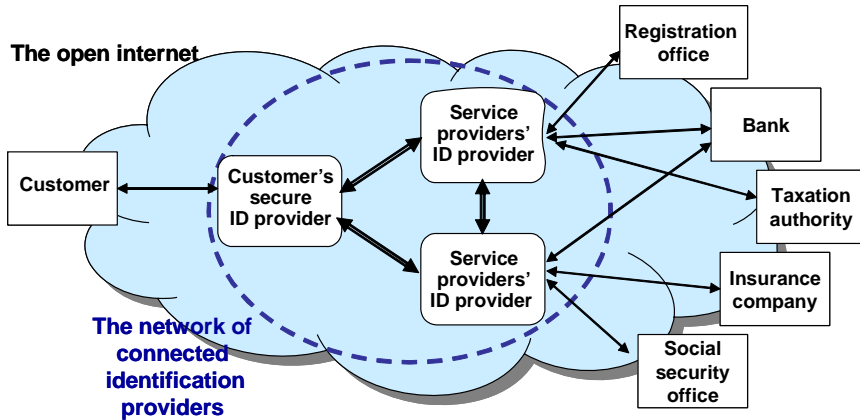 The open internet
Registration
office
Service
providers'
ID provider
Bank
Customer
Customer's
secure
ID provider
Taxation
authority
Service
providers'
ID provider
Insurance
company
The network of
connected
identification
providers
Social
security
office